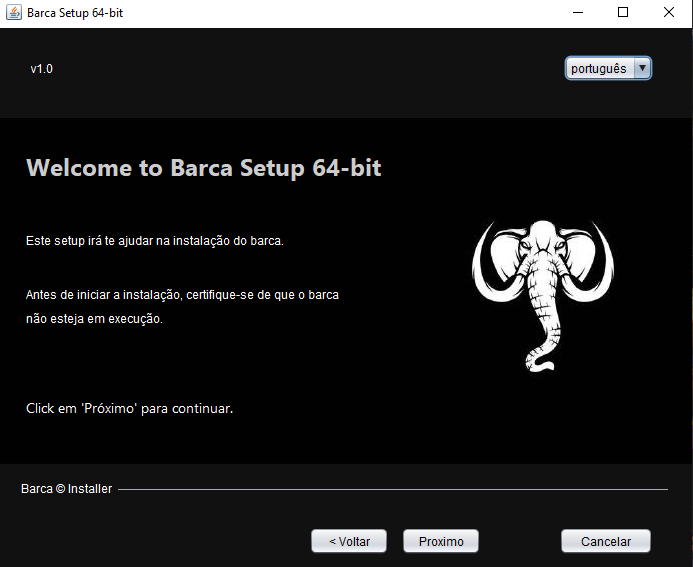 Barca Setup 64-bit
v1.0
português
Welcome to Barca Setup 64-bit
Este setup irá te ajudar na instalação do barca.
Antes de iniciar a instalação, certifique-se de que o barca
não esteja em execução.
Click em 'Próximo' para continuar.
Barca © Installer
< Voltar
Proximo
Cancelar